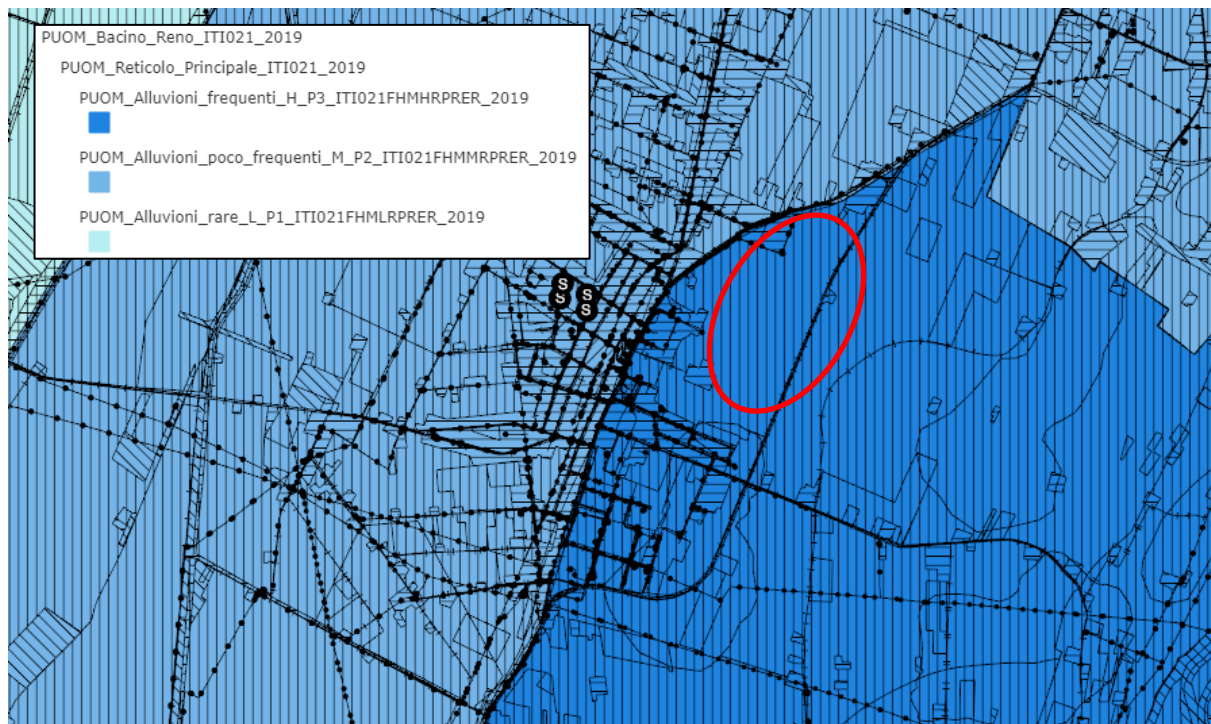 PUOM_Bacino_Reno_ITI021_2019
PUOM_Reticolo_Principale_ITI021_2019
PUOM_Alluvioni_frequenti_H_P3_ITI021FHMHRPRER_2019
PUOM_Alluvioni_poco_frequenti_M_P2_ITI021FHMMRPRER_2019
PUOM_Alluvioni_rare_L_P1_ITI021FHMLRPRER_2019
S
S
S
S